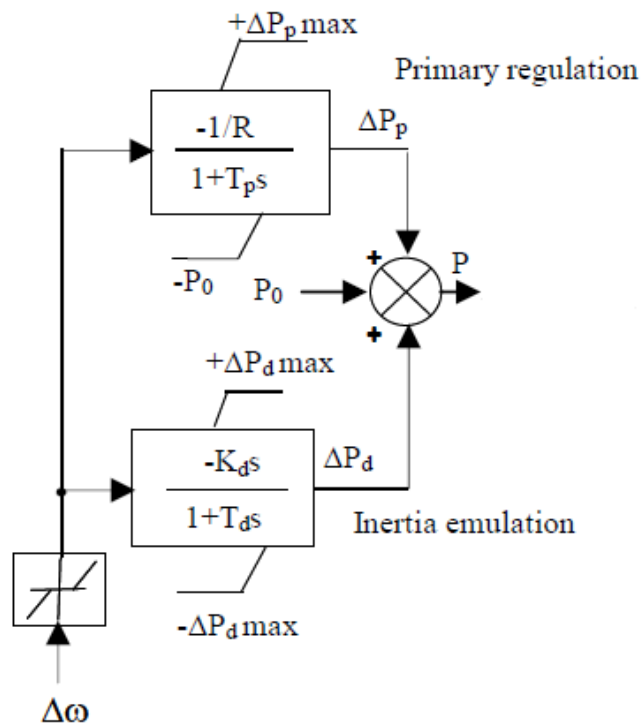 +ΔPp max
Primary regulation
-1/R
1+Tps
ΔPp
-P0
P0
+
P
+
+ΔPd max
-Kds
1+Tds
ΔPd
Inertia emulation
-ΔPd max
Δω